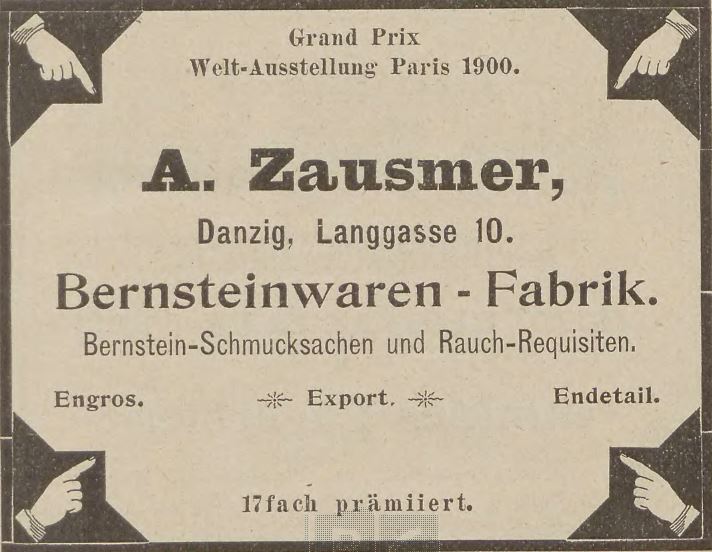 Grand Prix
Welt-Ausstellung Paris 1900.
A. Zausmer,
Danzig, Langgasse 10.
Bernsteinwaren - Fabrik.
Bernstein-Schmucksachen und Rauch-Requisiten.
Engros. Export. Endetail.
17fach prämiiert.